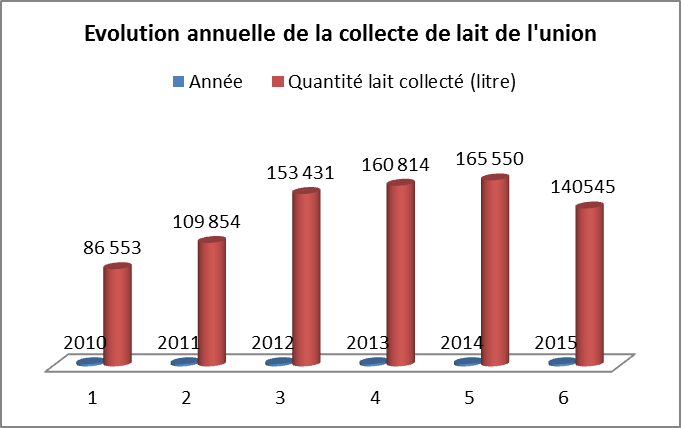 Evolution annuelle de la collecte de lait de l'union
Année Quantité lait collecté (litre)
86 553
109 854
153 431
160 814
165 550
140545
2010 2011 2012 2013 2014 2015
1 2 3 4 5 6